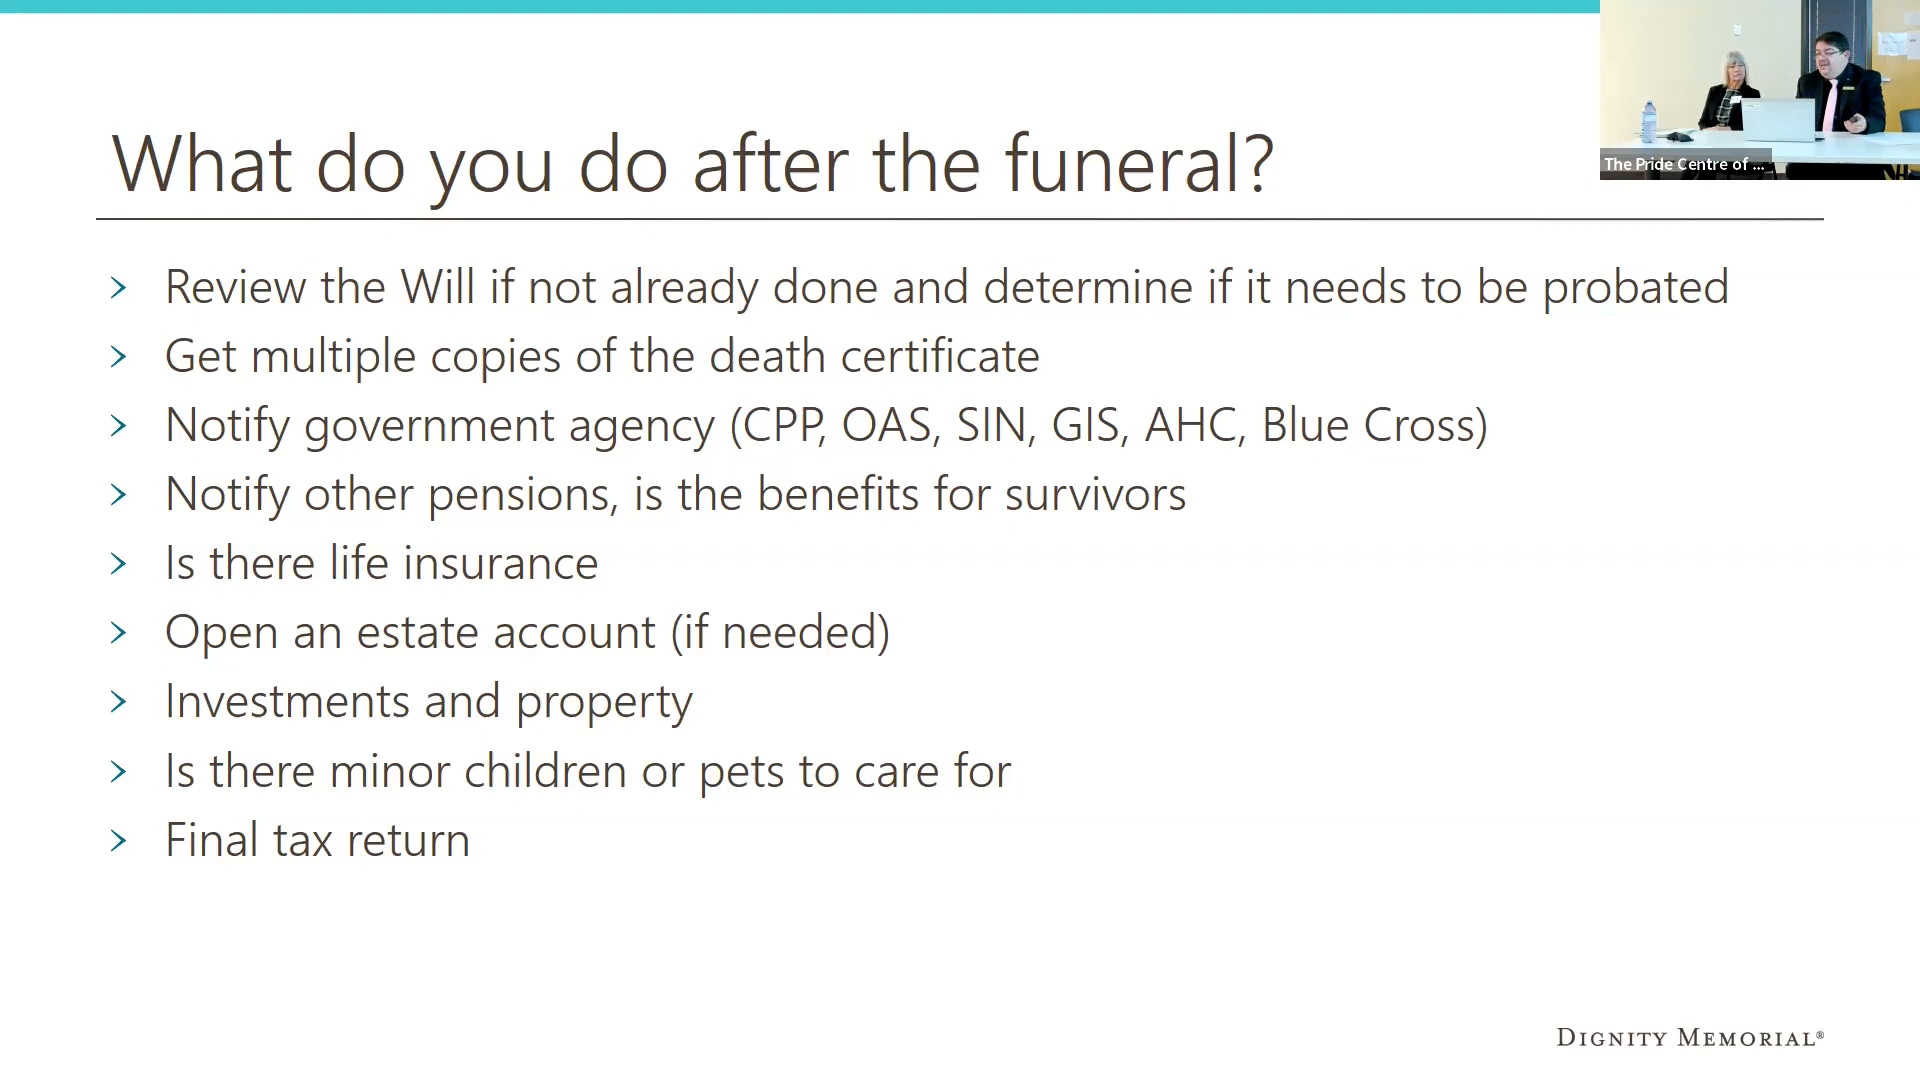 What do you do after the funeral?
The Pride Centre of ...
> Review the Will if not already done and determine if it needs to be probated
> Get multiple copies of the death certificate
> Notify government agency (CPP, OAS, SIN, GIS, AHC, Blue Cross)
> Notify other pensions, is the benefits for survivors
> Is there life insurance
> Open an estate account (if needed)
> Investments and property
> Is there minor children or pets to care for
> Final tax return
DIGNITY MEMORIAL®